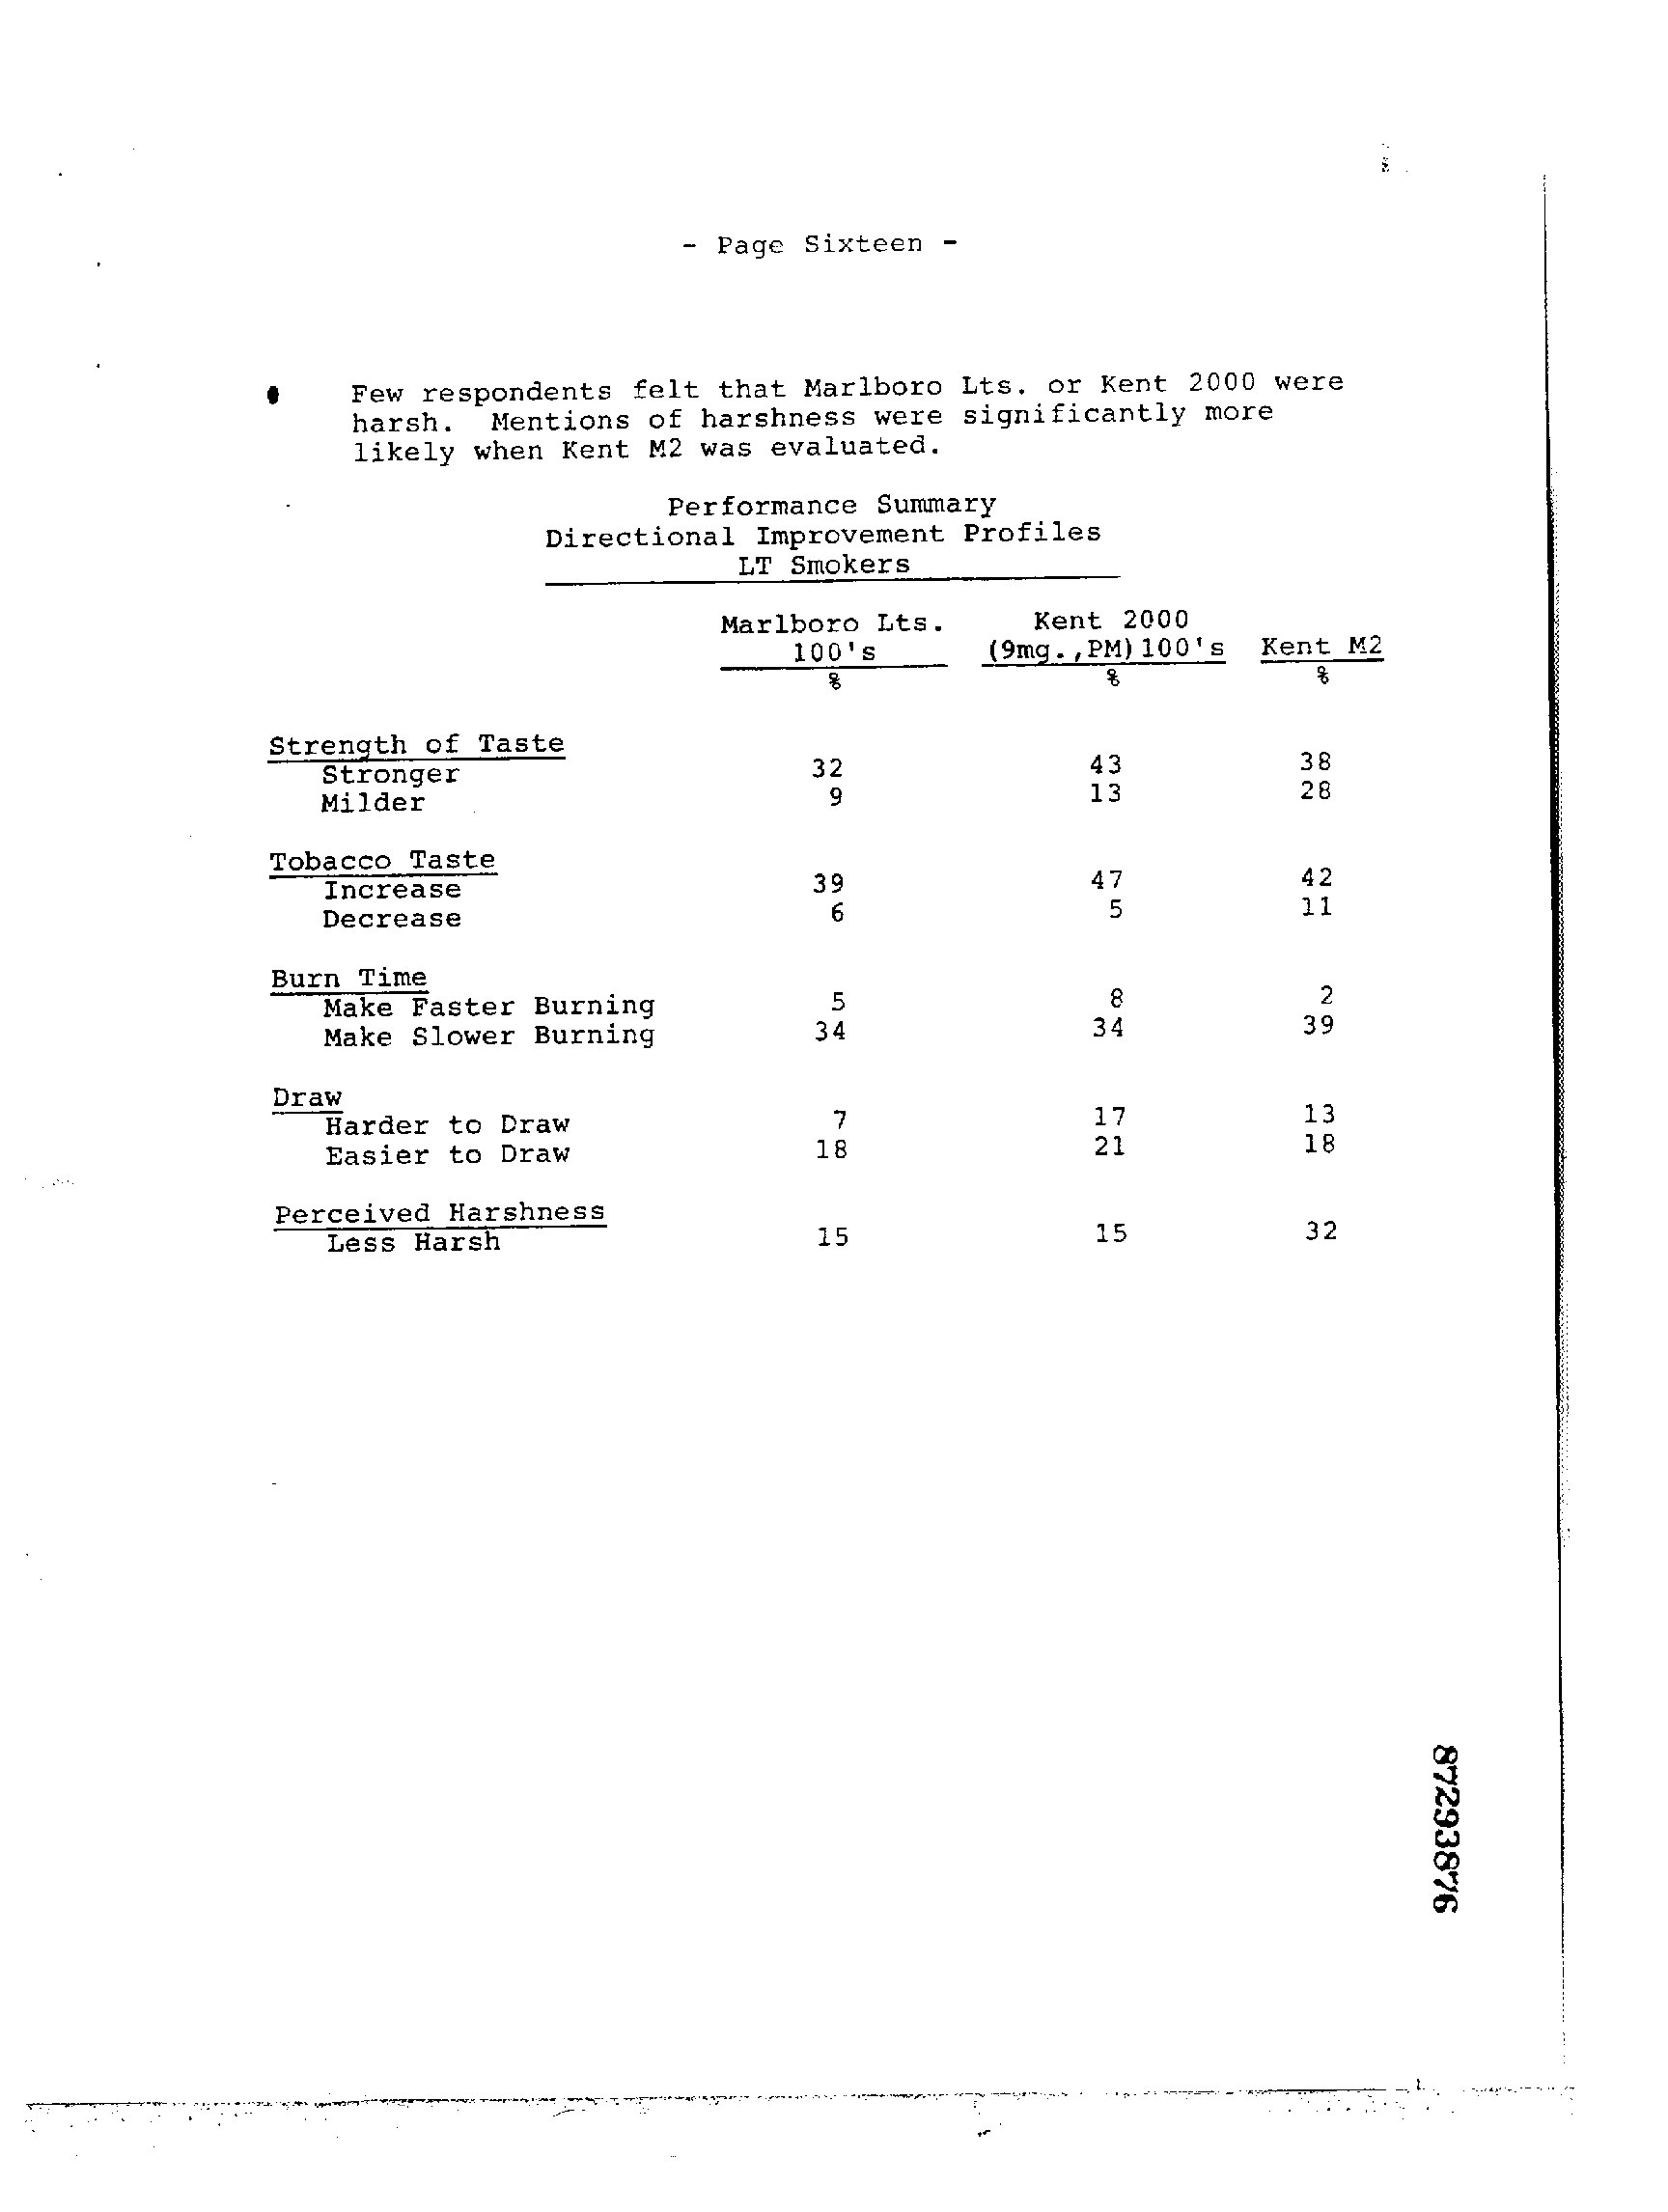 - Page Sixteen -
Few respondents felt that Marlboro Lts. or Kent 2000 were
harsh. Mentions of harshness were significantly more
likely when Kent M2 was evaluated.
Performance Summary
Directional Improvement Profiles
LT Smokers
Marlboro Lts. Kent 2000
100's (9mg.,PM)100's Kent M2
% % %
Strength of Taste
Stronger 32 43 38
Milder 9 13 28
Tobacco Taste
Increase 39 47 42
Decrease 6 5 11
Burn Time
Make Faster Burning 5 8 2
Make Slower Burning 34 34 39
Draw
Harder to Draw 7 17 13
Easier to Draw 18 21 18
Perceived Harshness
Less Harsh 15 15 32
87293876